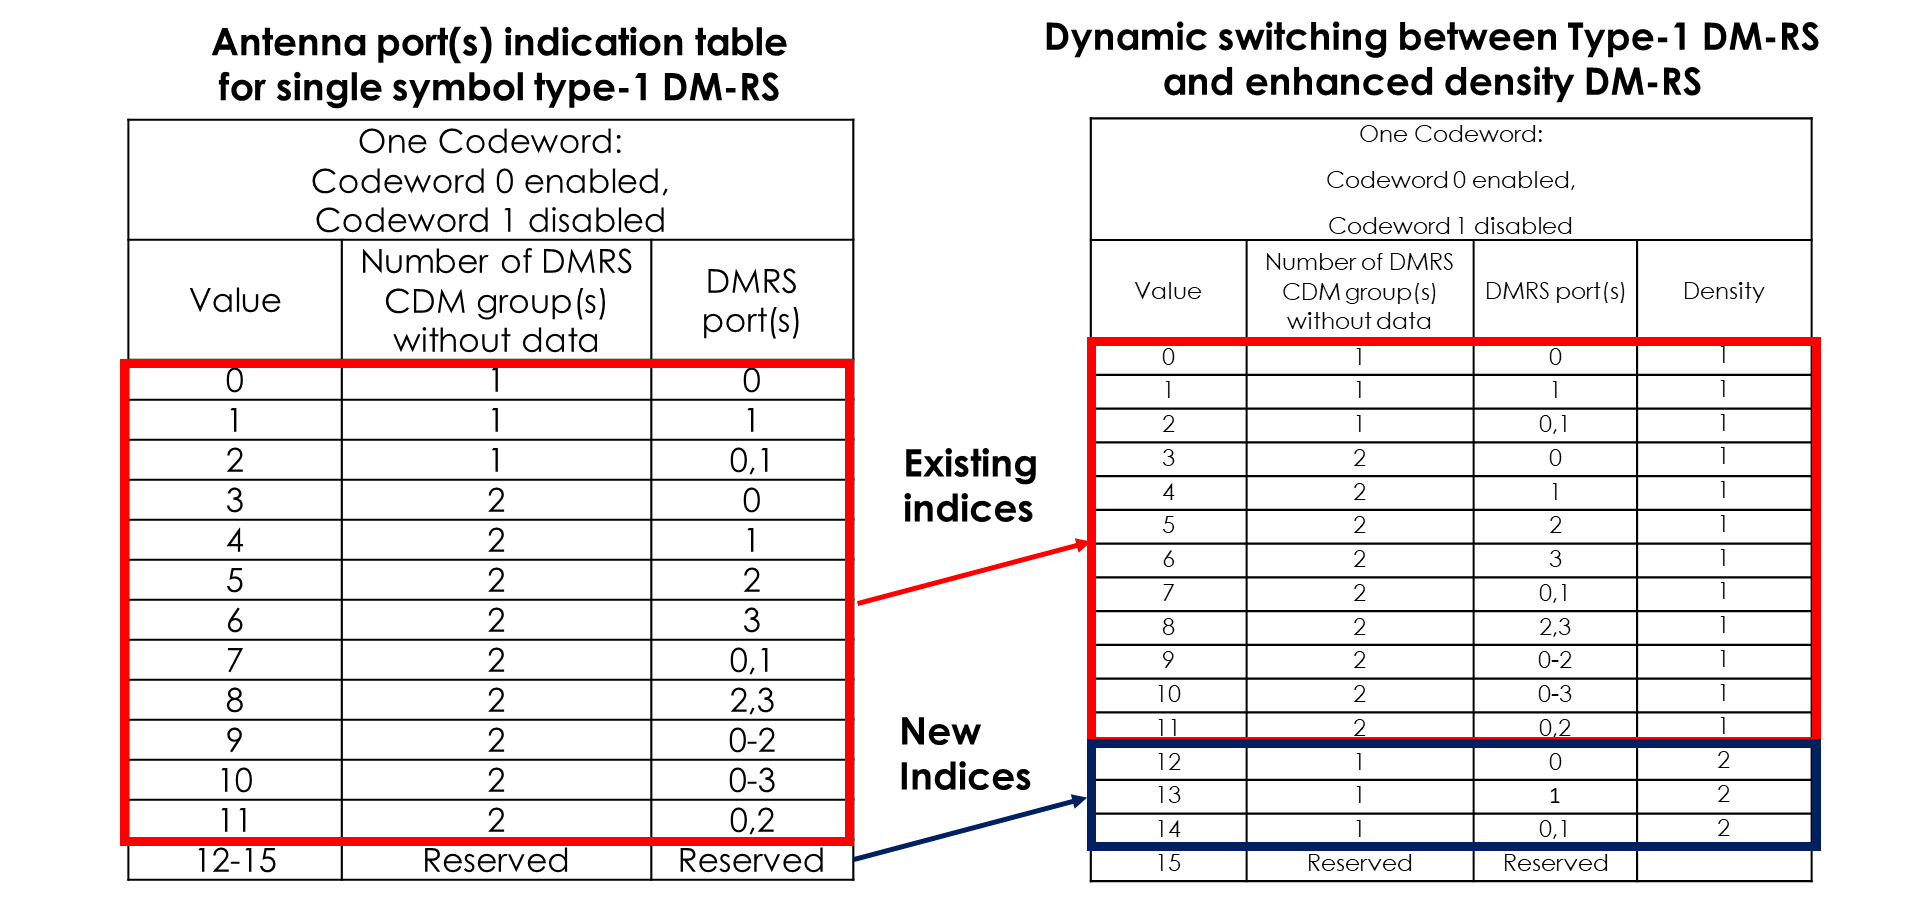 Antenna port(s) indication table
for single symbol type-1 DM-RS
One Codeword:
Codeword 0 enabled,
Codeword 1 disabled
Value
Number of DMRS
CDM group(s)
without data
DMRS
port(s)
0 1 0
1 1 1
2 1 0,1
3 2 0
4 2 1
5 2 2
6 2 3
7 2 0,1
8 2 2,3
9 2 0-2
10 2 0-3
11 2 0,2
12-15 Reserved Reserved
Existing
indices
New
Indices
Dynamic switching between Type-1 DM-RS
and enhanced density DM-RS
One Codeword:
Codeword 0 enabled,
Codeword 1 disabled
Value
Number of DMRS
CDM group(s)
without data
DMRS port(s)
Density
0 1 0 1
1 1 1 1
2 1 0,1 1
3 2 0 1
4 2 1 1
5 2 2 1
6 2 3 1
7 2 0,1 1
8 2 2,3 1
9 2 0-2 1
10 2 0-3 1
11 2 0,2 1
12 1 0 2
13 1 1 2
14 1 0,1 2
15 Reserved Reserved